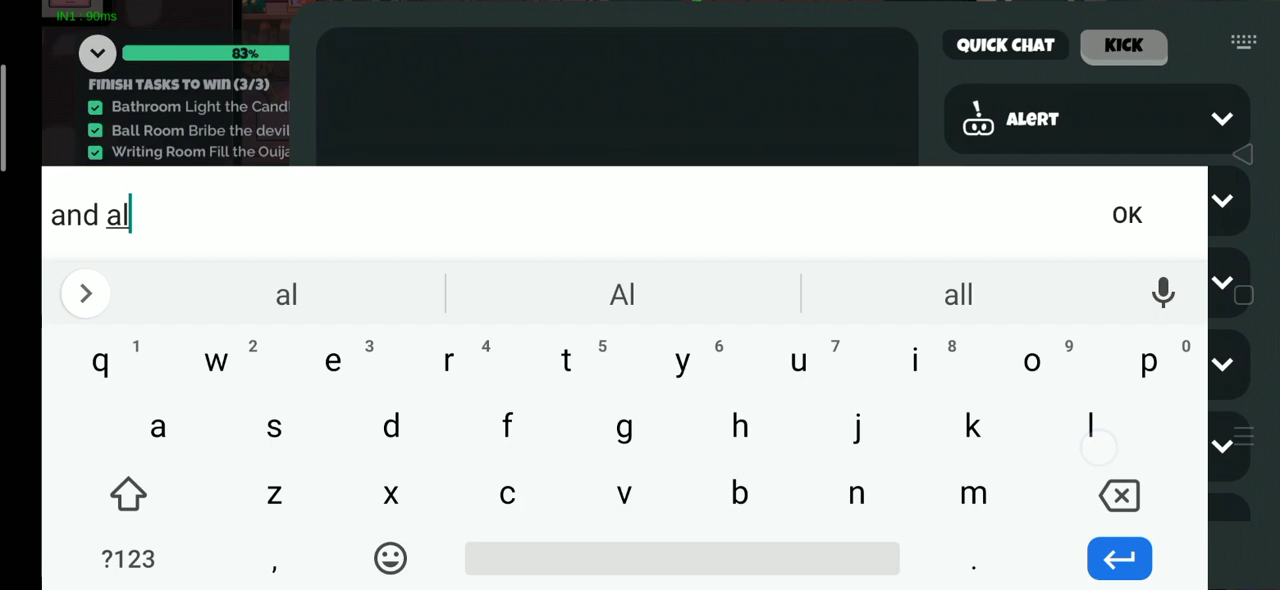 IN1 : 90ms
83%
QUICK CHAT
KICK
FINISH TASKS TO WIN (3/3)
Bathroom Light the Candl
Ball Room Bribe the devil
Writing Room Fill the Ouija
ALERT
and al
OK
al Al all
q 1 w 2 e 3 r 4 t 5 y 6 u 7 i 8 o 9 p 0
a s d f g h j k l
z x c v b n m
?123 , .